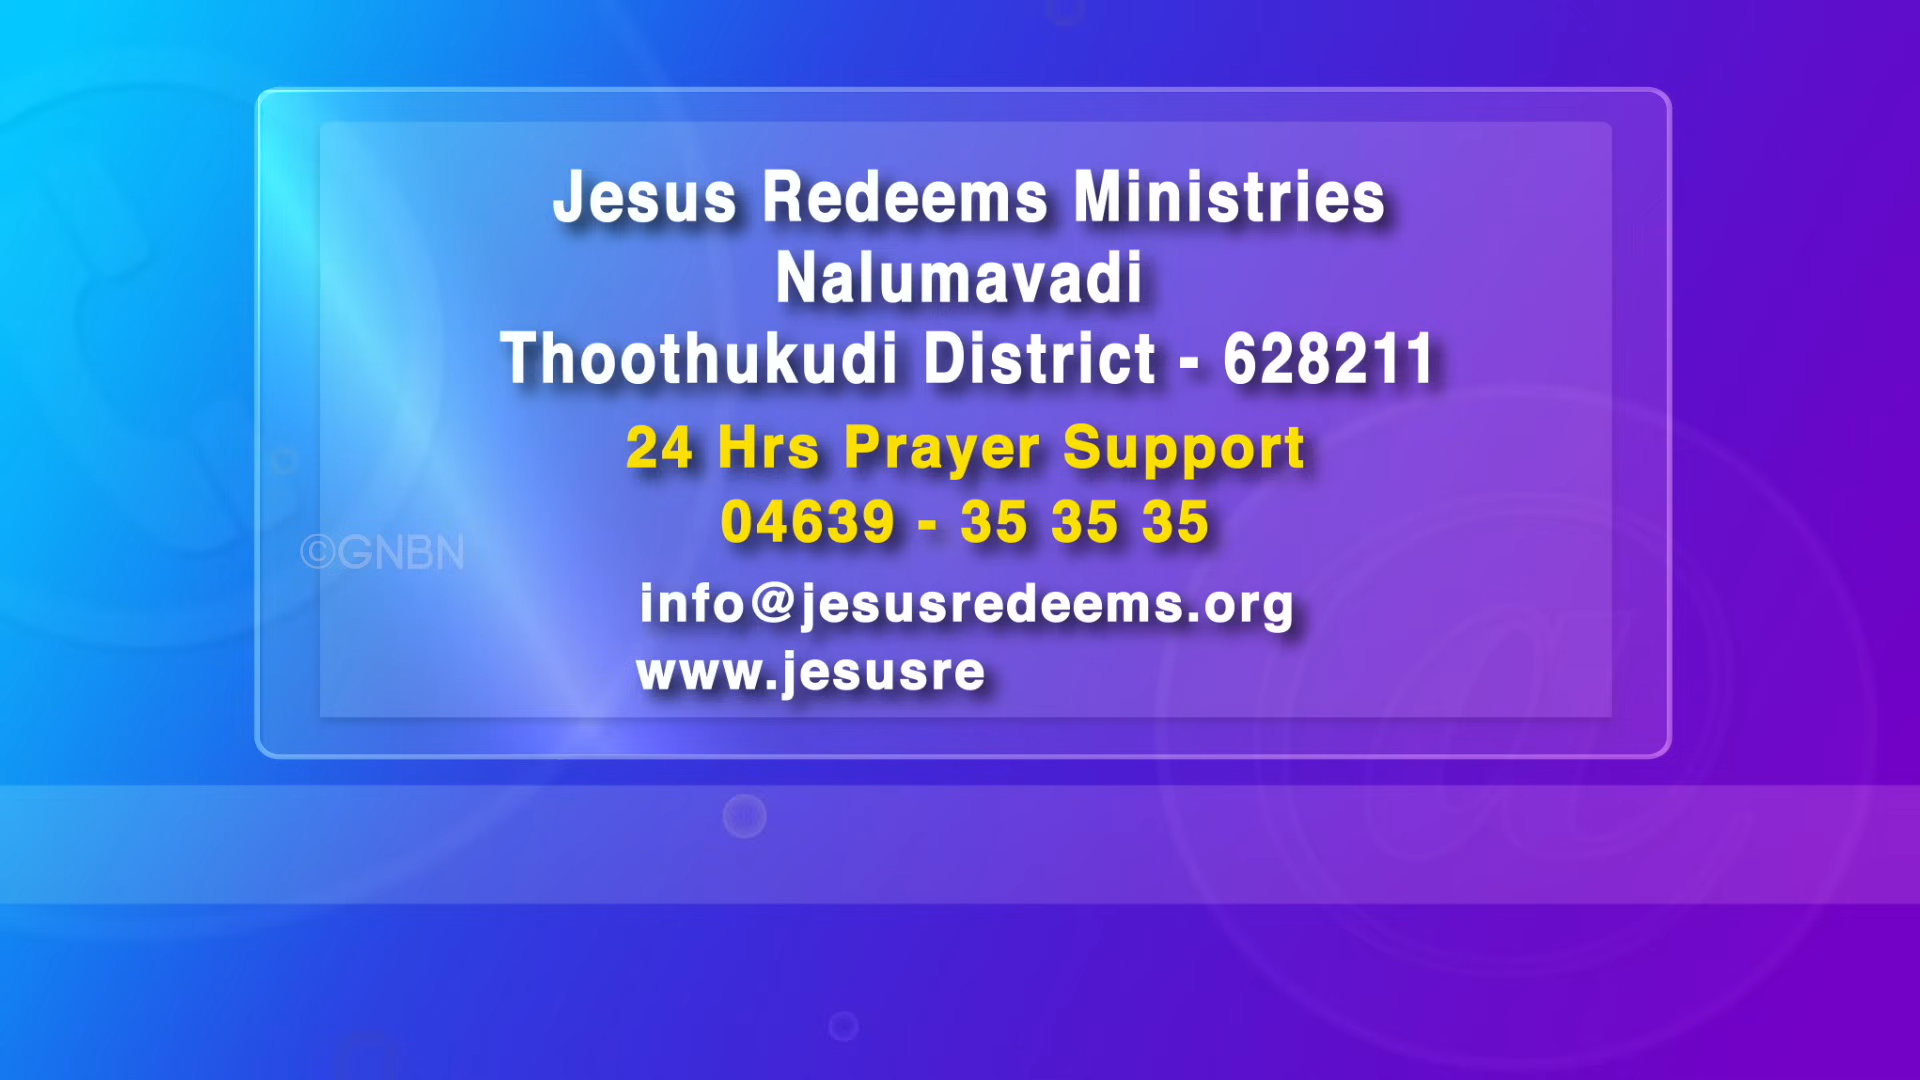 Jesus Redeems Ministries
Nalumavadi
Thoothukudi District - 628211
24 Hrs Prayer Support
04639 - 35 35 35
©GNBN
info@jesusredeems.org
www.jesusre